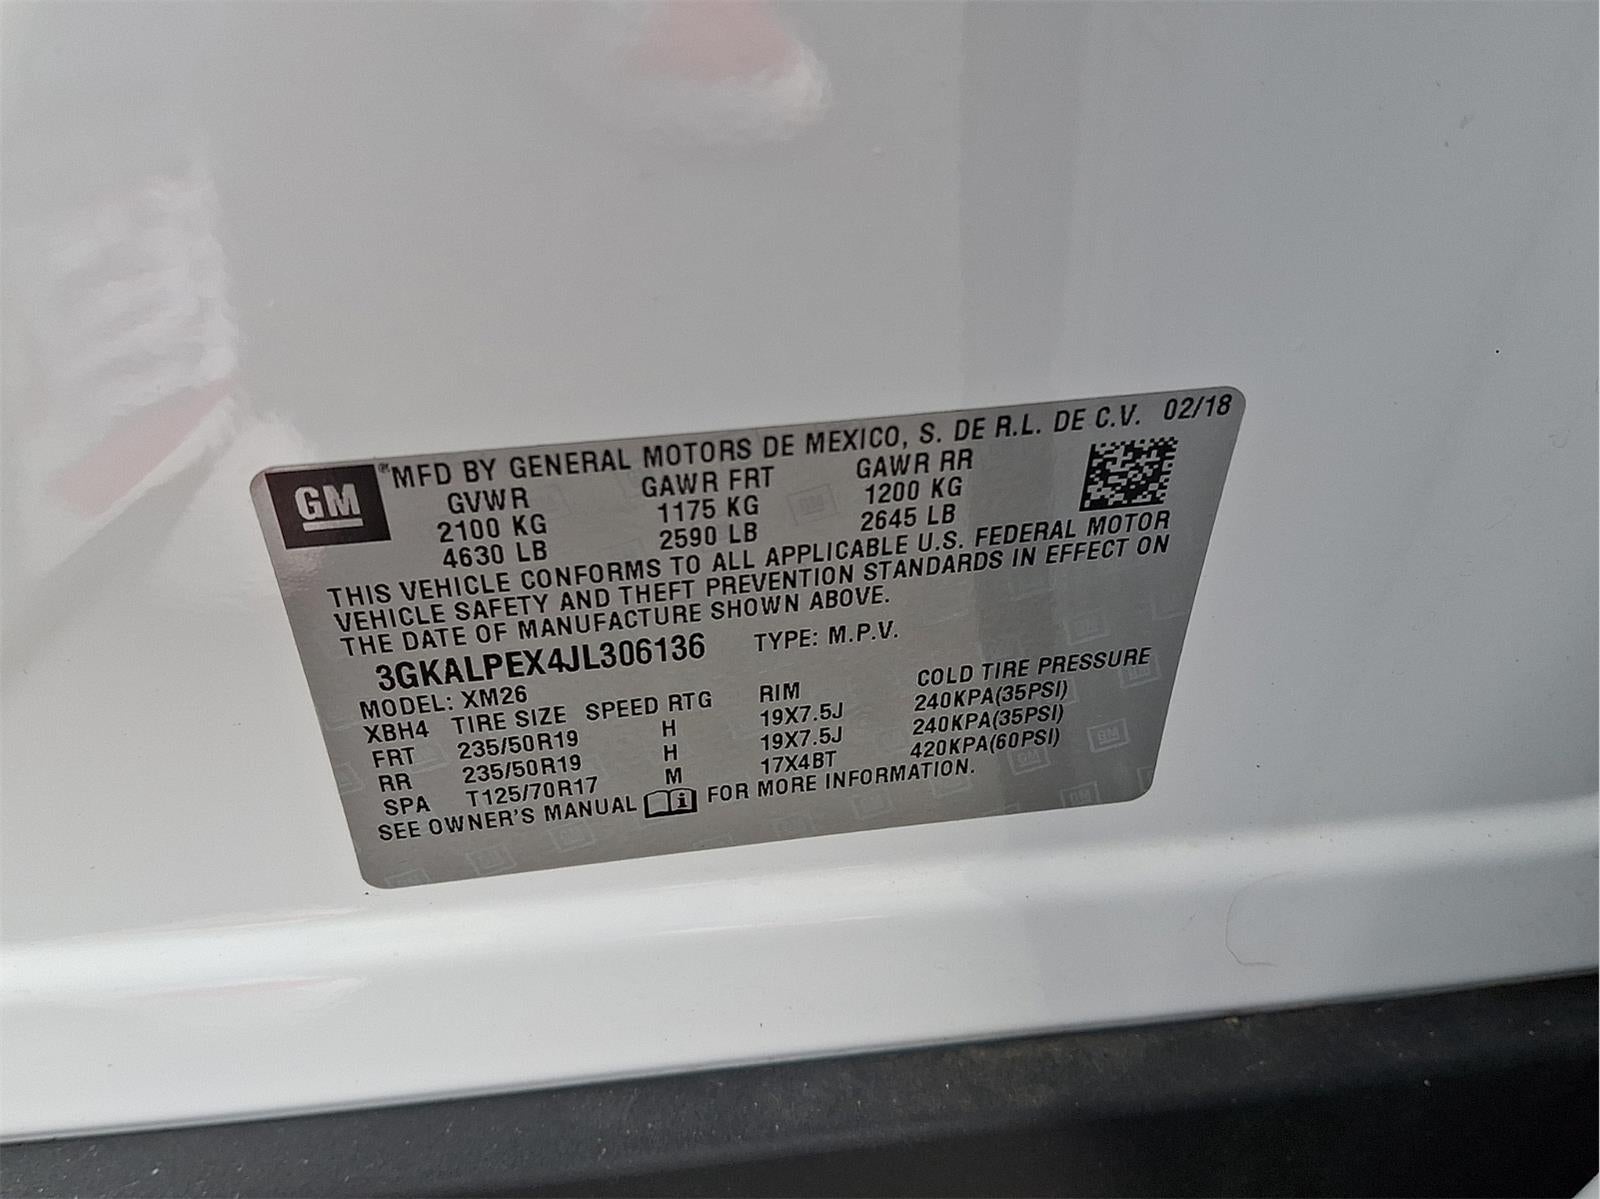 GM
®MFD BY GENERAL MOTORS DE MEXICO, S. DE R.L. DE C.V. 02/18
GVWR GAWR FRT GAWR RR
2100 KG 1175 KG 1200 KG
4630 LB 2590 LB 2645 LB
THIS VEHICLE CONFORMS TO ALL APPLICABLE U.S. FEDERAL MOTOR
VEHICLE SAFETY AND THEFT PREVENTION STANDARDS IN EFFECT ON
THE DATE OF MANUFACTURE SHOWN ABOVE.
3GKALPEX4JL306136 TYPE: M.P.V.
MODEL: XM26
XBH4 TIRE SIZE SPEED RTG RIM COLD TIRE PRESSURE
FRT 235/50R19 H 19X7.5J 240KPA(35PSI)
RR 235/50R19 H 19X7.5J 240KPA(35PSI)
SPA T125/70R17 M 17X4BT 420KPA(60PSI)
SEE OWNER'S MANUAL i FOR MORE INFORMATION.